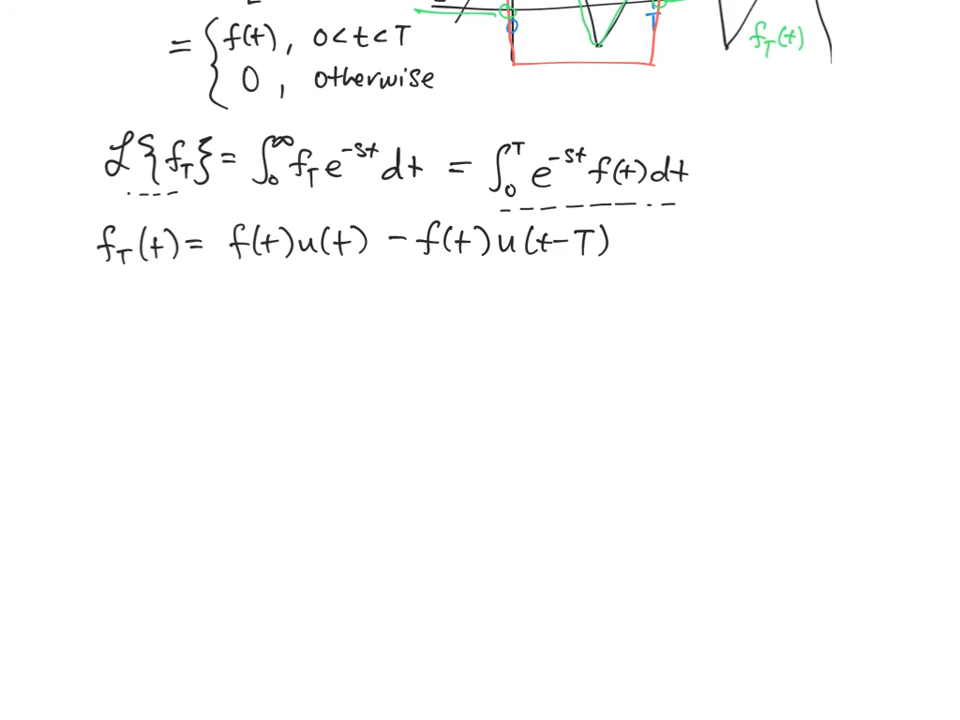 T
= { f(t), 0<t<T
0, otherwise
f_T(t)
ℒ{f_T} = ∫_0^∞ f_T e^{-st} dt = ∫_0^T e^{-st} f(t)dt
f_T(t) = f(t)u(t) - f(t)u(t-T)